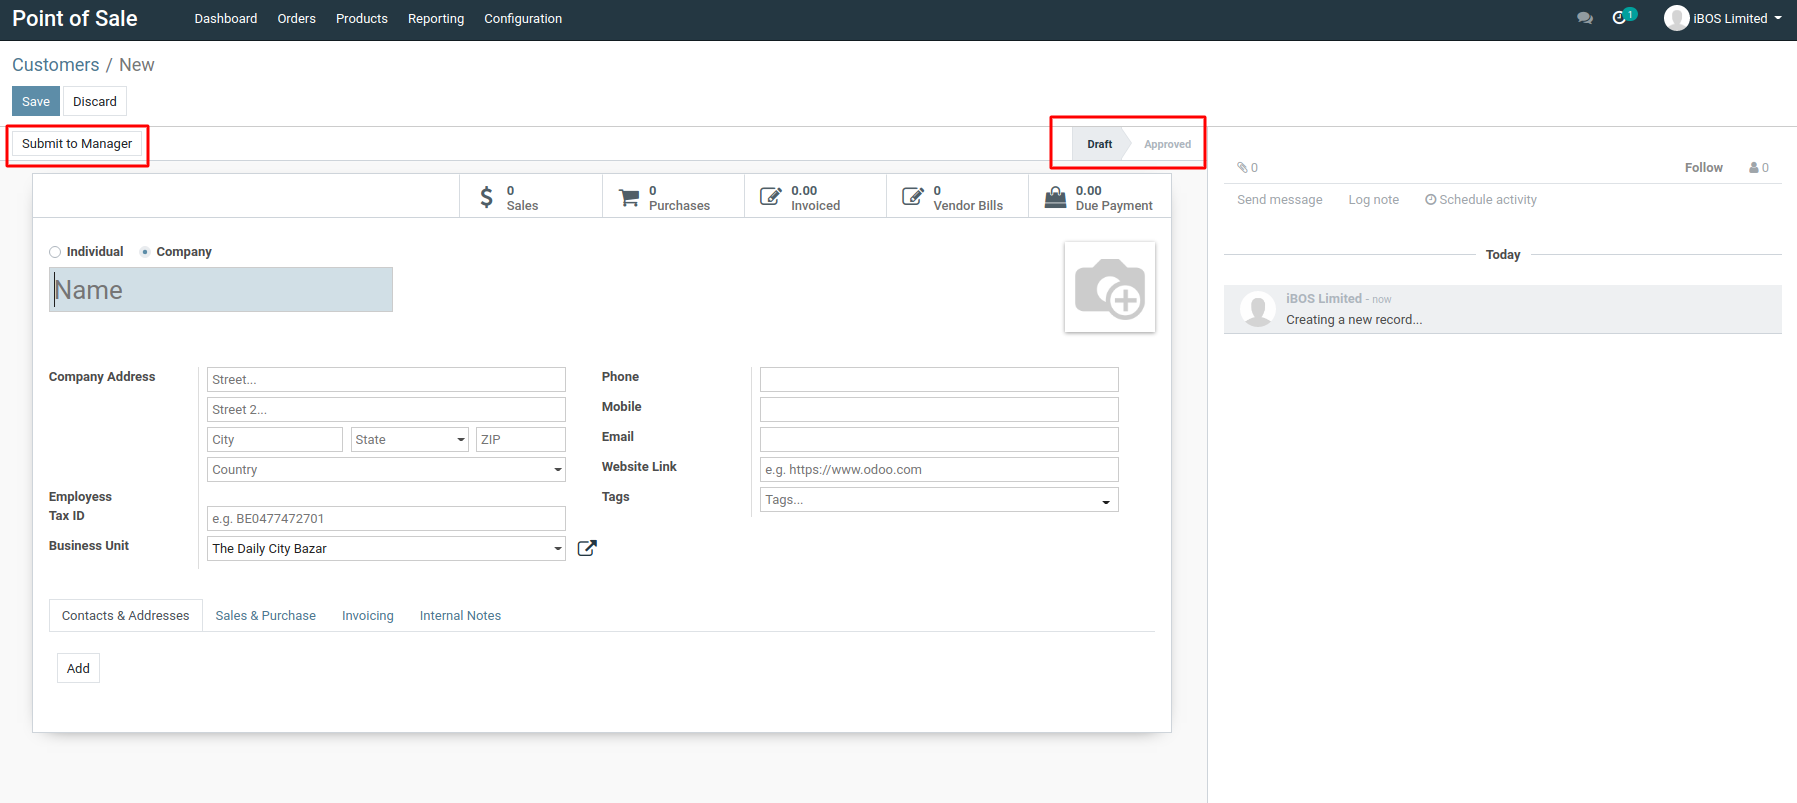 Point of Sale Dashboard Orders Products Reporting Configuration 1 iBOS Limited
Customers / New
Save Discard
Submit to Manager Draft Approved
0 Follow 0
Send message Log note Schedule activity
0 Sales
0 Purchases
0.00 Invoiced
0 Vendor Bills
0.00 Due Payment
Individual Company
Name
Today
iBOS Limited - now
Creating a new record...
Company Address Street...
Street 2...
City State ZIP
Country
Employess
Tax ID e.g. BE0477472701
Business Unit The Daily City Bazar
Phone
Mobile
Email
Website Link e.g. https://www.odoo.com
Tags Tags...
Contacts & Addresses Sales & Purchase Invoicing Internal Notes
Add